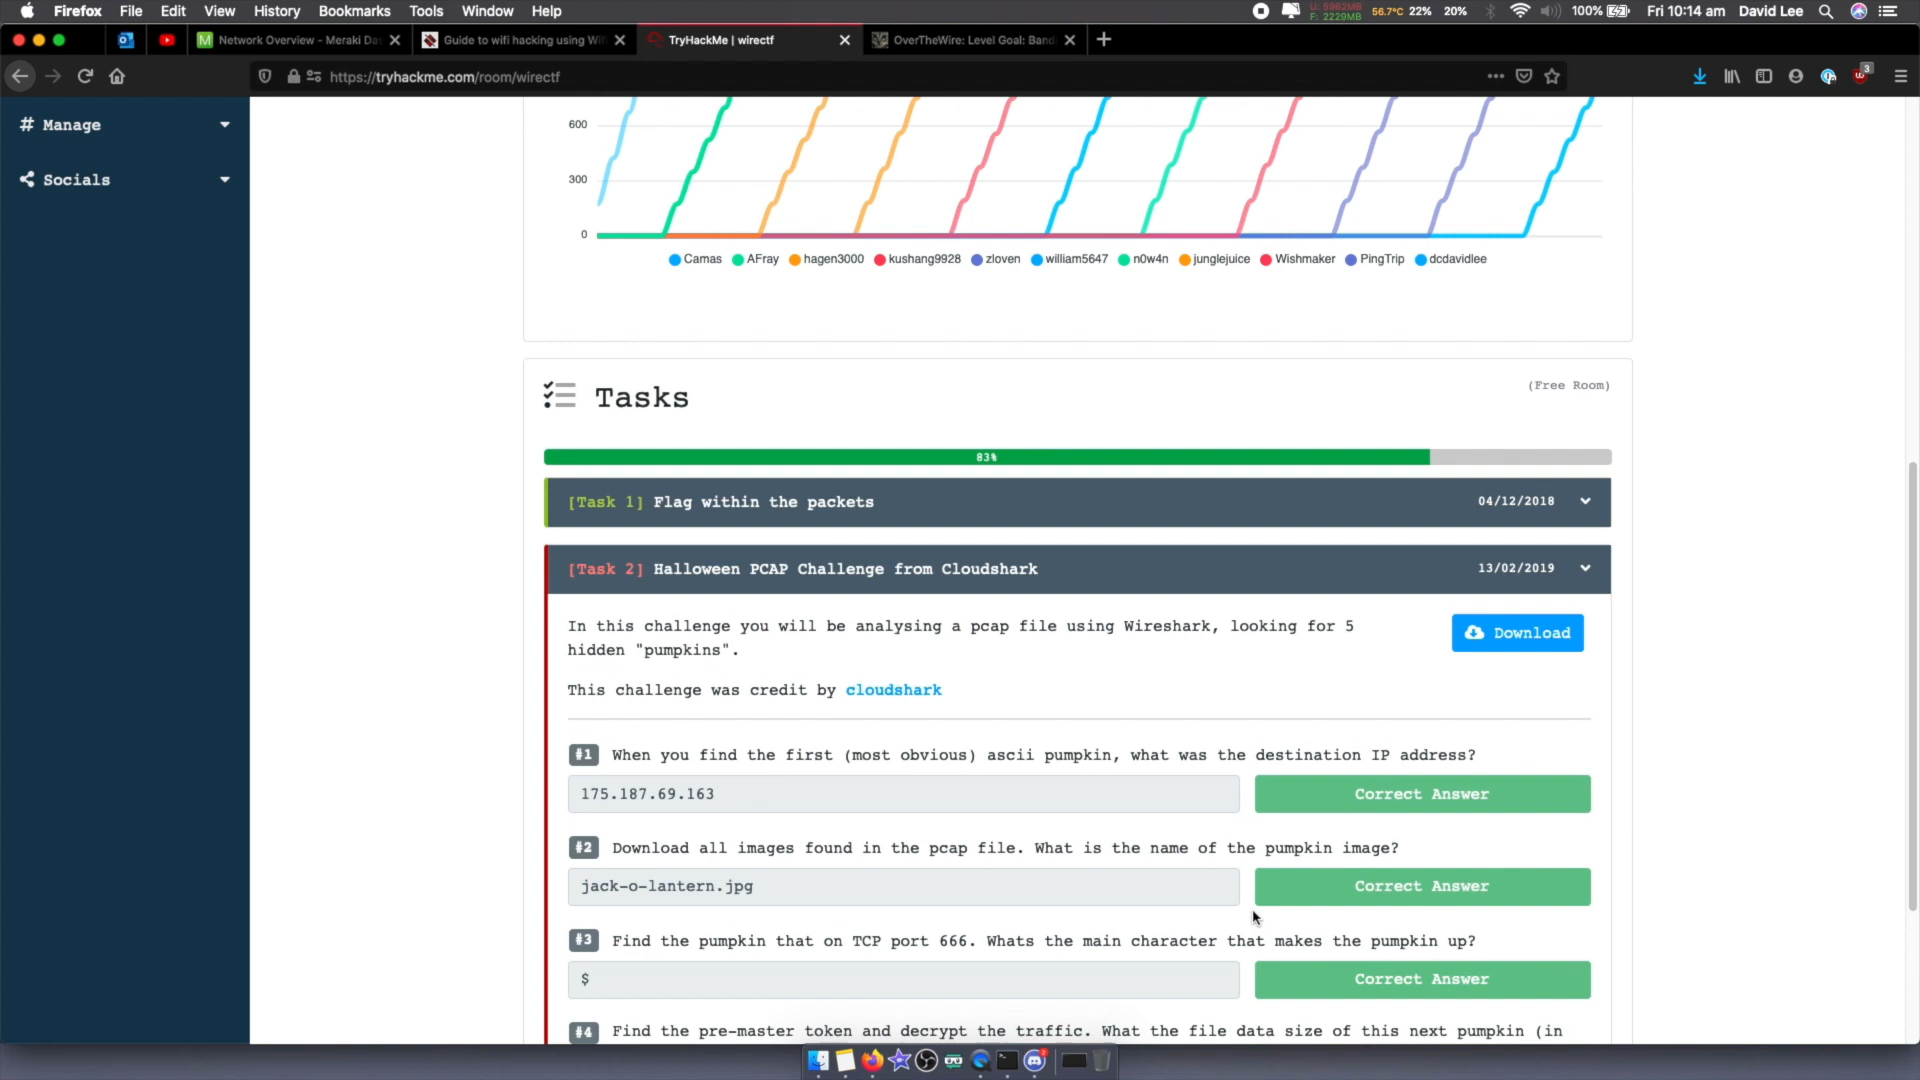 Firefox File Edit View History Bookmarks Tools Window Help
U: 5962MB
F: 2229MB
56.7°C 22% 20% 100% Fri 10:14 am David Lee
Network Overview - Meraki Da
Guide to wifi hacking using Wi
TryHackMe | wirectf
OverTheWire: Level Goal: Band
https://tryhackme.com/room/wirectf
3
# Manage
Socials
600
300
0
Camas AFray hagen3000 kushang9928 zloven william5647 n0w4n junglejuice Wishmaker PingTrip dcdavidlee
Tasks
(Free Room)
83%
[Task 1] Flag within the packets 04/12/2018
[Task 2] Halloween PCAP Challenge from Cloudshark 13/02/2019
In this challenge you will be analysing a pcap file using Wireshark, looking for 5
hidden "pumpkins".
Download
This challenge was credit by cloudshark
#1 When you find the first (most obvious) ascii pumpkin, what was the destination IP address?
175.187.69.163 Correct Answer
#2 Download all images found in the pcap file. What is the name of the pumpkin image?
jack-o-lantern.jpg Correct Answer
#3 Find the pumpkin that on TCP port 666. Whats the main character that makes the pumpkin up?
$ Correct Answer
#4 Find the pre-master token and decrypt the traffic. What the file data size of this next pumpkin (in